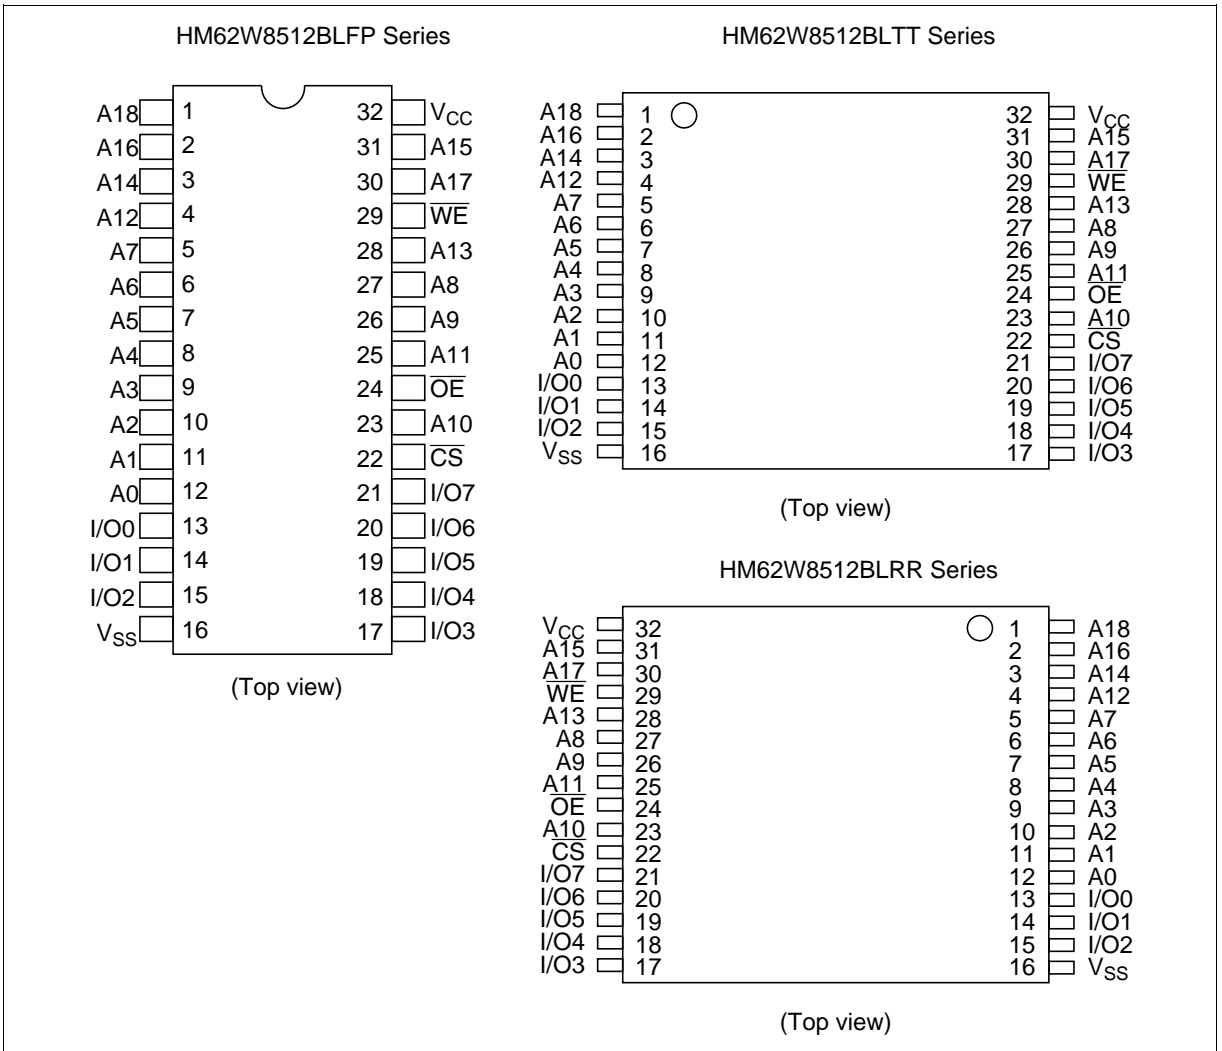 HM62W8512BLFP Series
A18 1 32 VCC
A16 2 31 A15
A14 3 30 A17
A12 4 29 WE
A7 5 28 A13
A6 6 27 A8
A5 7 26 A9
A4 8 25 A11
A3 9 24 OE
A2 10 23 A10
A1 11 22 CS
A0 12 21 I/O7
I/O0 13 20 I/O6
I/O1 14 19 I/O5
I/O2 15 18 I/O4
VSS 16 17 I/O3
(Top view)
HM62W8512BLTT Series
A18 1 32 VCC
A16 2 31 A15
A14 3 30 A17
A12 4 29 WE
A7 5 28 A13
A6 6 27 A8
A5 7 26 A9
A4 8 25 A11
A3 9 24 OE
A2 10 23 A10
A1 11 22 CS
A0 12 21 I/O7
I/O0 13 20 I/O6
I/O1 14 19 I/O5
I/O2 15 18 I/O4
VSS 16 17 I/O3
(Top view)
HM62W8512BLRR Series
VCC 32 1 A18
A15 31 2 A16
A17 30 3 A14
WE 29 4 A12
A13 28 5 A7
A8 27 6 A6
A9 26 7 A5
A11 25 8 A4
OE 24 9 A3
A10 23 10 A2
CS 22 11 A1
I/O7 21 12 A0
I/O6 20 13 I/O0
I/O5 19 14 I/O1
I/O4 18 15 I/O2
I/O3 17 16 VSS
(Top view)